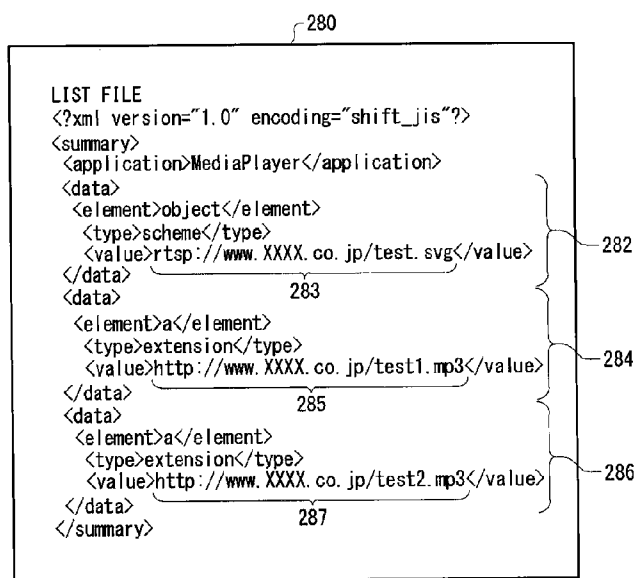 280
LIST FILE
<?xml version="1.0" encoding="shift_jis"?>
<summary>
<application>MediaPlayer</application>
<data>
<element>object</element>
<type>scheme</type>
<value>rtsp://www.XXXX.co.jp/test.svg</value>
282
</data>
283
<data>
<element>a</element>
<type>extension</type>
<value>http://www.XXXX.co.jp/test1.mp3</value>
284
</data>
285
<data>
<element>a</element>
<type>extension</type>
<value>http://www.XXXX.co.jp/test2.mp3</value>
286
</data>
287
</summary>